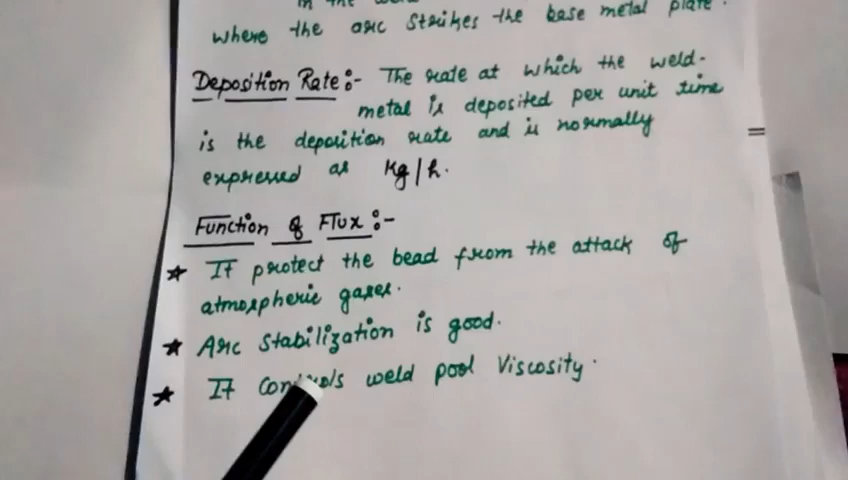 in the
where the arc strikes the base metal plate.
Deposition Rate:- The rate at which the weld-
metal is deposited per unit time
is the deposition rate and is normally
expressed as Kg/h.
Function of Flux:-
It protect the bead from the attack of
atmospheric gases.
Arc stabilization is good.
It controls weld pool Viscosity.